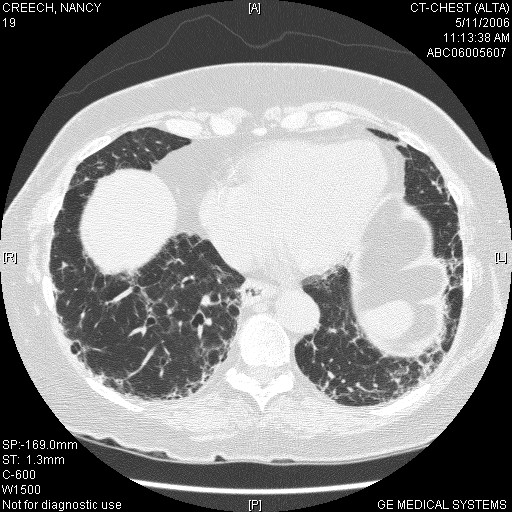 CREECH, NANCY
19
[A]
CT-CHEST (ALTA)
5/11/2006
11:13:38 AM
ABC06005607
[R]
[L]
SP:-169.0mm
ST: 1.3mm
C-600
W1500
Not for diagnostic use
[P]
GE MEDICAL SYSTEMS